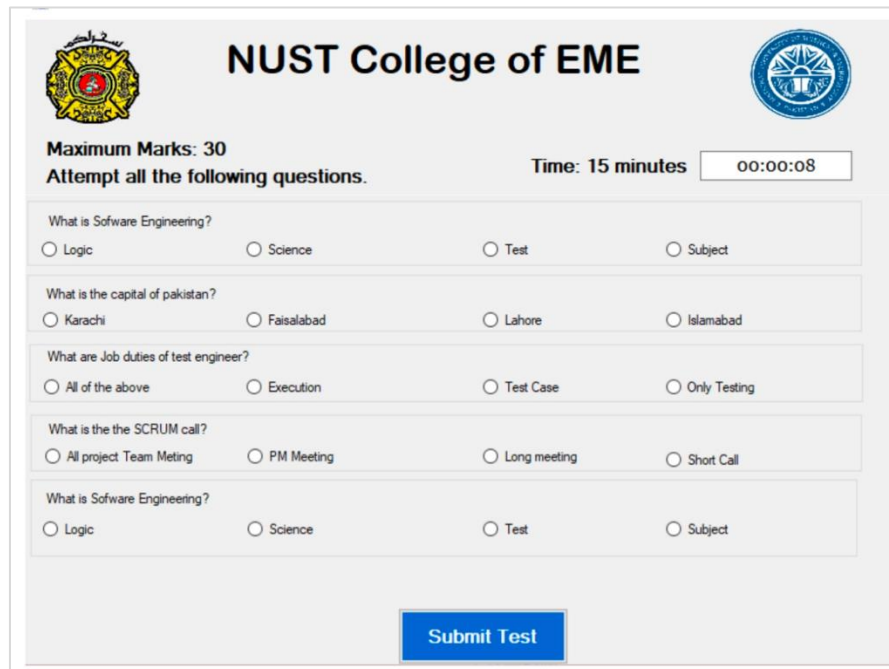 NUST College of EME
Maximum Marks: 30
Attempt all the following questions.
Time: 15 minutes 00:00:08
What is Sofware Engineering?
Logic Science Test Subject
What is the capital of pakistan?
Karachi Faisalabad Lahore Islamabad
What are Job duties of test engineer?
All of the above Execution Test Case Only Testing
What is the the SCRUM call?
All project Team Meting PM Meeting Long meeting Short Call
What is Sofware Engineering?
Logic Science Test Subject
Submit Test